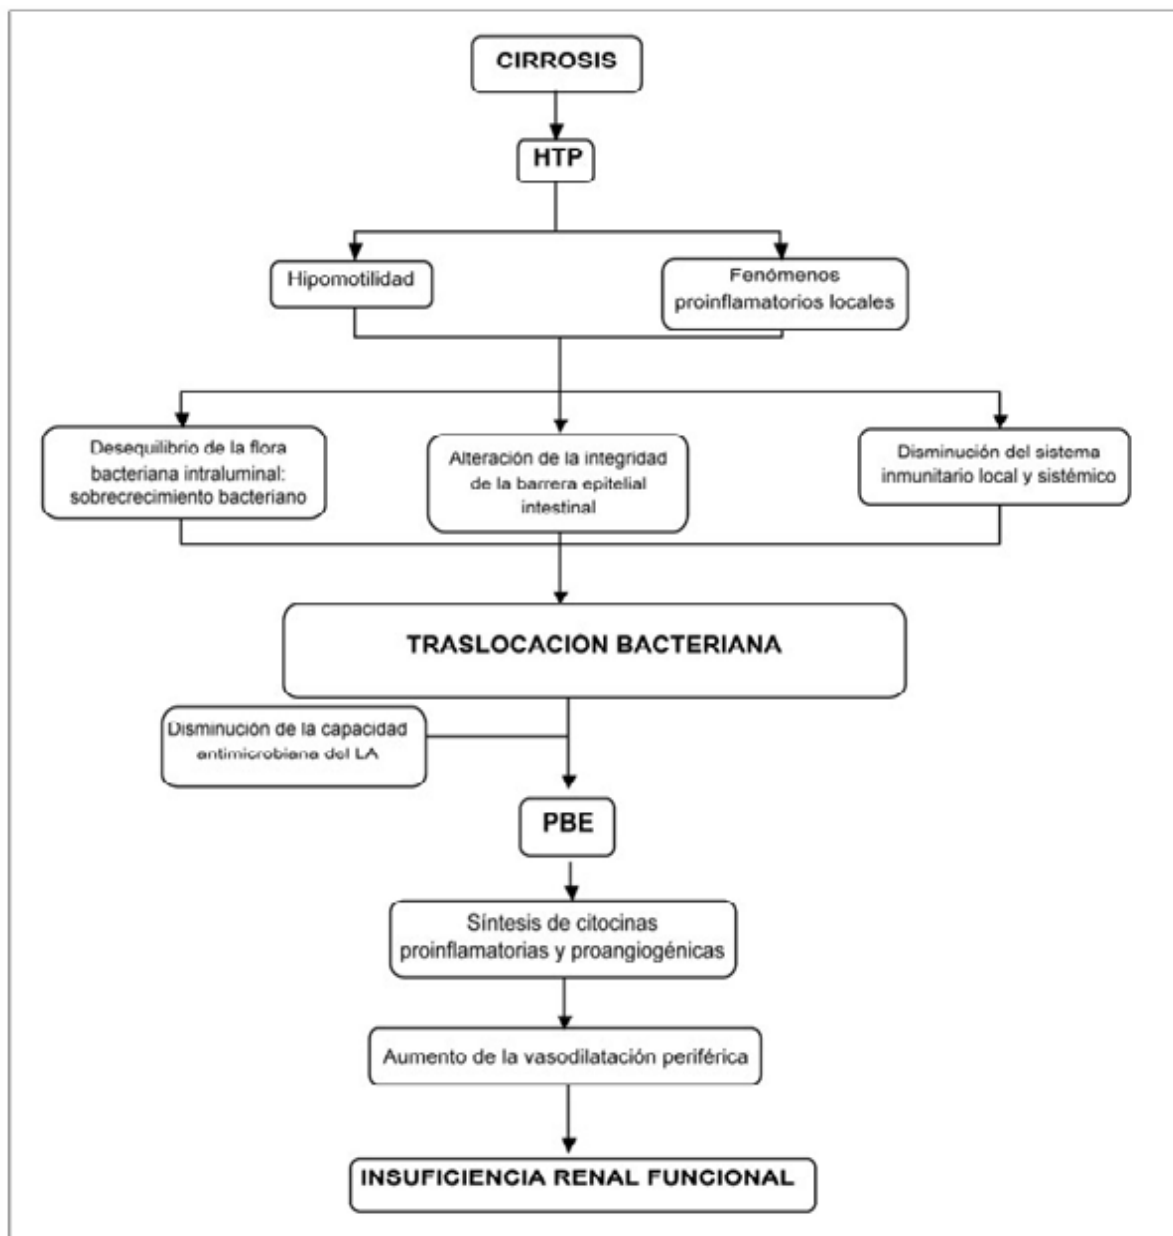 CIRROSIS
HTP
Hipomotilidad
Fenómenos
proinflamatorios locales
Desequilibrio de la flora
bacteriana intraluminal:
sobrecrecimiento bacteriano
Alteración de la integridad
de la barrera epitelial
intestinal
Disminución del sistema
inmunitario local y sistémico
TRASLOCACIÓN BACTERIANA
Disminución de la capacidad
antimicrobiana del LA
PBE
Síntesis de citocinas
proinflamatorias y proangiogénicas
Aumento de la vasodilatación periférica
INSUFICIENCIA RENAL FUNCIONAL